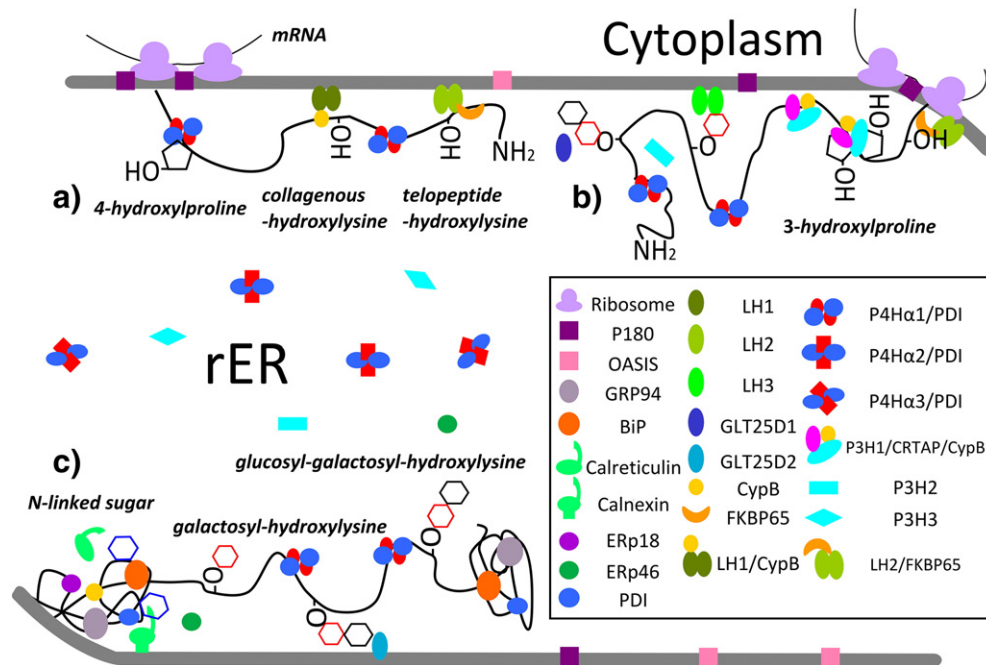 mRNA
Cytoplasm
HO
OH
OH
NH2
a)
4-hydroxylproline
collagenous
-hydroxylysine
telopeptide
-hydroxylysine
O
O
OH
-OH
HO
NH2
b)
3-hydroxylproline
rER
Ribosome
P180
OASIS
GRP94
BiP
Calreticulin
Calnexin
ERp18
ERp46
PDI
LH1
LH2
LH3
GLT25D1
GLT25D2
CypB
FKBP65
LH1/CypB
P4Hα1/PDI
P4Hα2/PDI
P4Hα3/PDI
P3H1/CRTAP/CypB
P3H2
P3H3
LH2/FKBP65
c)
glucosyl-galactosyl-hydroxylysine
N-linked sugar
galactosyl-hydroxylysine
O
O
O